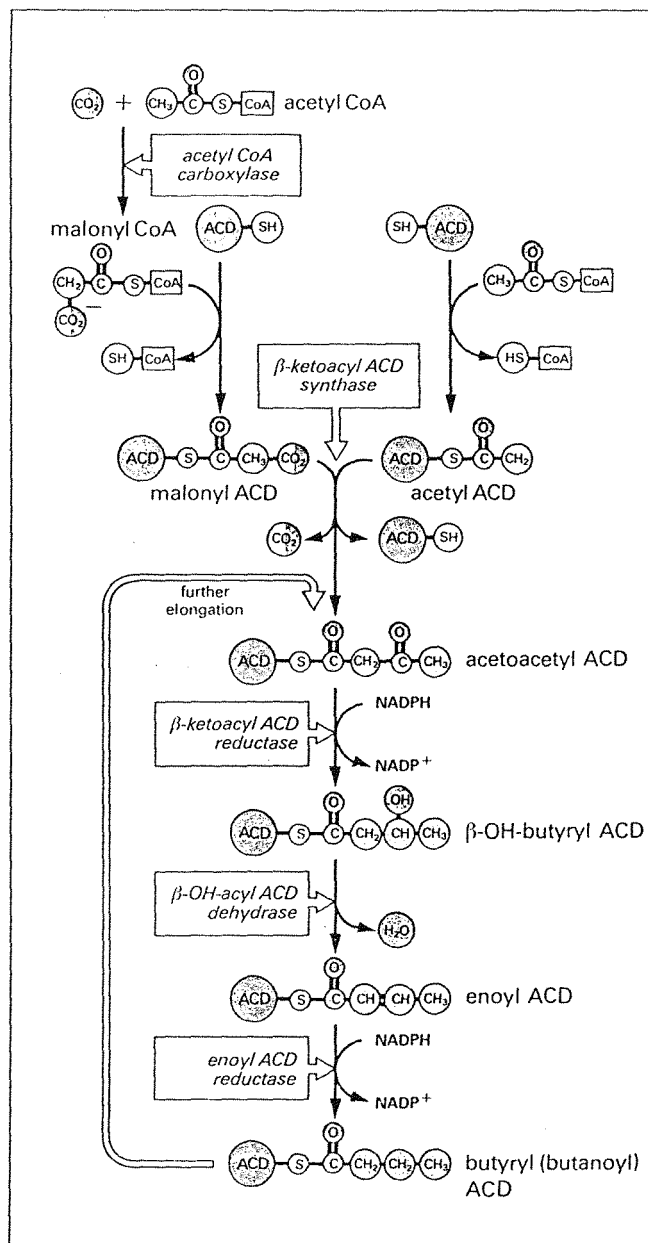 CO₂ + CH₃ C O S CoA acetyl CoA
acetyl CoA
carboxylase
malonyl CoA
ACD SH
SH ACD
CH₂ C O S CoA
CO₂⁻
CH₃ C O S CoA
SH CoA
HS CoA
β-ketoacyl ACD
synthase
ACD S C O CH₃ CO₂
malonyl ACD
ACD S C O CH₂
acetyl ACD
CO₂
ACD SH
further
elongation
ACD S C O CH₂ C O CH₃ acetoacetyl ACD
β-ketoacyl ACD
reductase
NADPH
NADP⁺
ACD S C O CH₂ CH OH CH₃ β-OH-butyryl ACD
β-OH-acyl ACD
dehydrase
H₂O
ACD S C O CH CH CH₃ enoyl ACD
enoyl ACD
reductase
NADPH
NADP⁺
ACD S C O CH₂ CH₂ CH₃ butyryl (butanoyl)
ACD